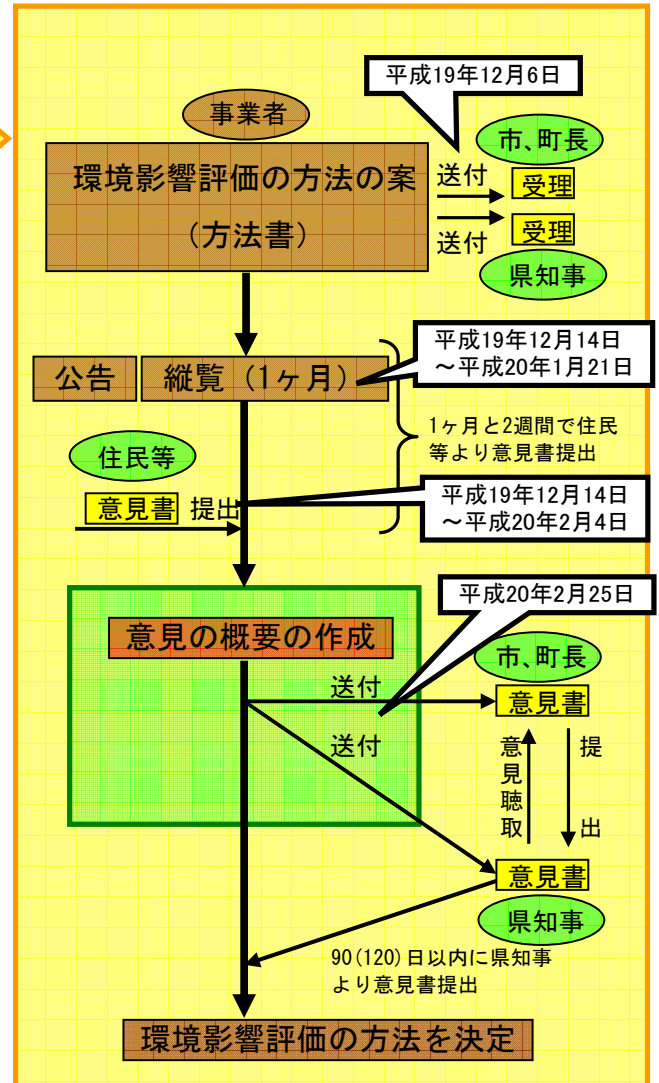 平成19年12月6日
事業者
市、町長
環境影響評価の方法の案
（方法書）
送付
受理
送付
受理
県知事
平成19年12月14日
～平成20年1月21日
公告
縦覧（1ヶ月）
1ヶ月と2週間で住民
等より意見書提出
住民等
意見書 提出
平成19年12月14日
～平成20年2月4日
平成20年2月25日
意見の概要の作成
市、町長
送付
意見書
送付
意見聴取
提出
意見書
県知事
90(120)日以内に県知事
より意見書提出
環境影響評価の方法を決定